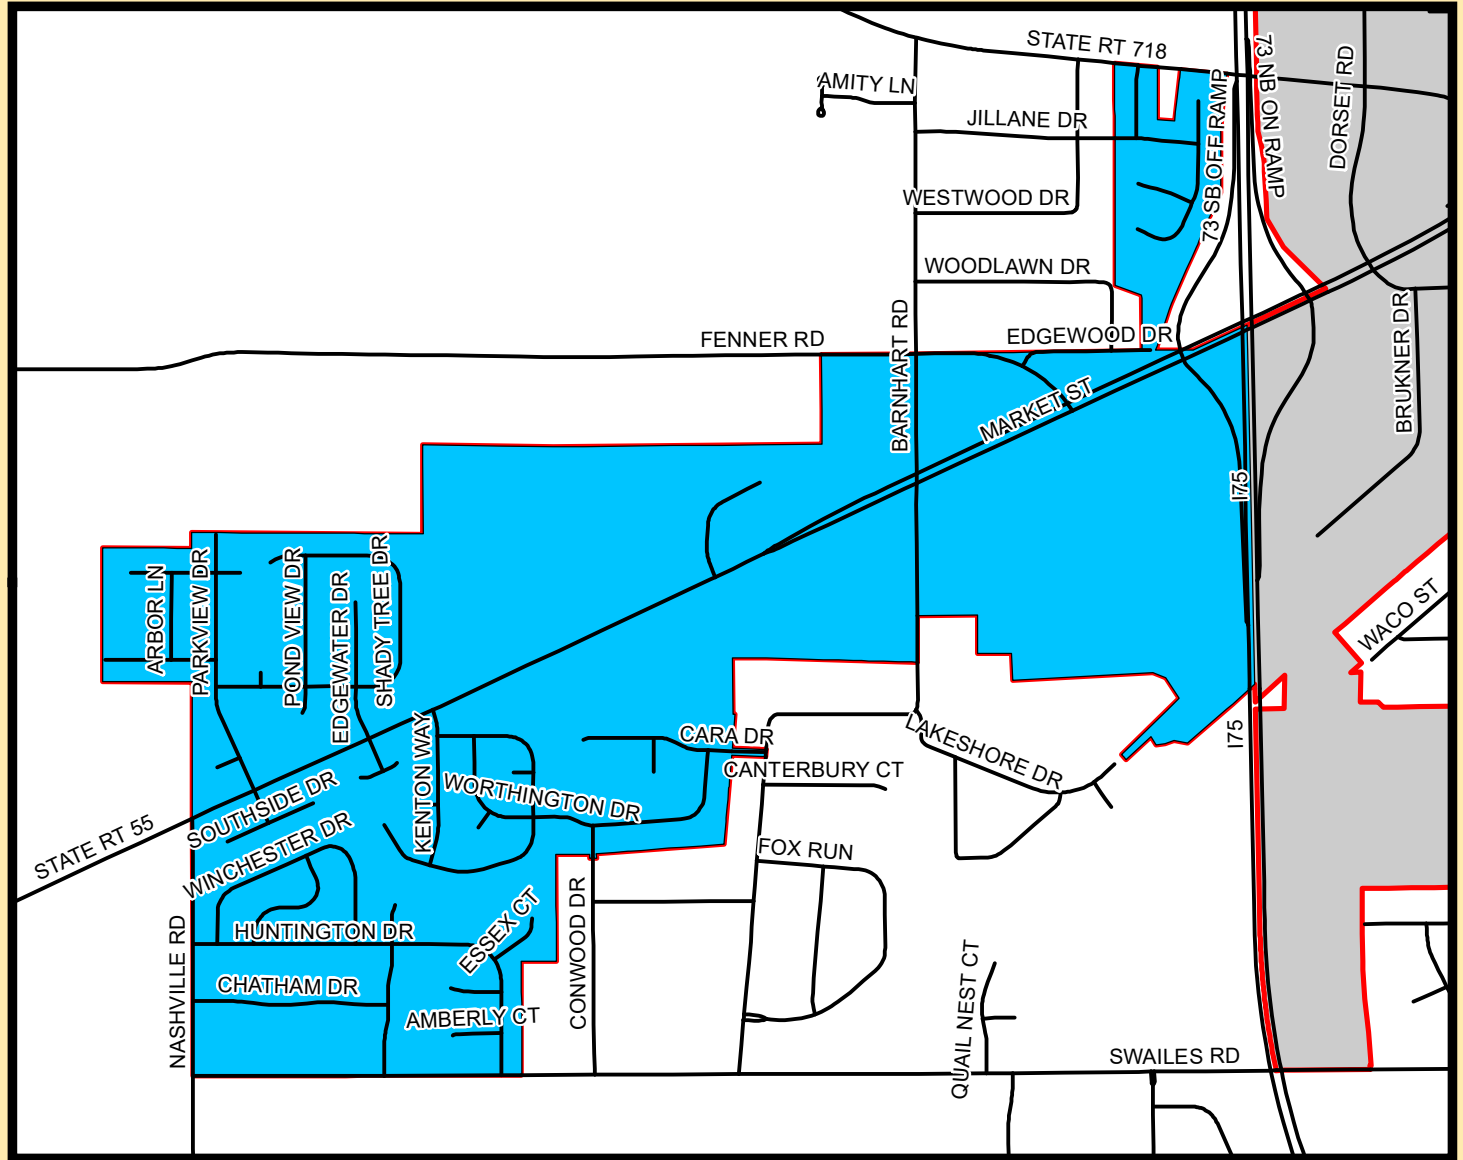 STATE RT 718
73 NB ON RAMP
DORSET RD
AMITY LN
JILLANE DR
73 SB OFF RAMP
WESTWOOD DR
WOODLAWN DR
EDGEWOOD DR
FENNER RD
BARNHART RD
BRUKNER DR
MARKET ST
I75
ARBOR LN
PARKVIEW DR
POND VIEW DR
EDGEWATER DR
SHADY TREE DR
WACO ST
I75
KENTON WAY
CARA DR
LAKESHORE DR
CANTERBURY CT
WORTHINGTON DR
SOUTHSIDE DR
STATE RT 55
WINCHESTER DR
FOX RUN
CONWOOD DR
ESSEX CT
HUNTINGTON DR
NASHVILLE RD
CHATHAM DR
AMBERLY CT
QUAIL NEST CT
SWAILES RD